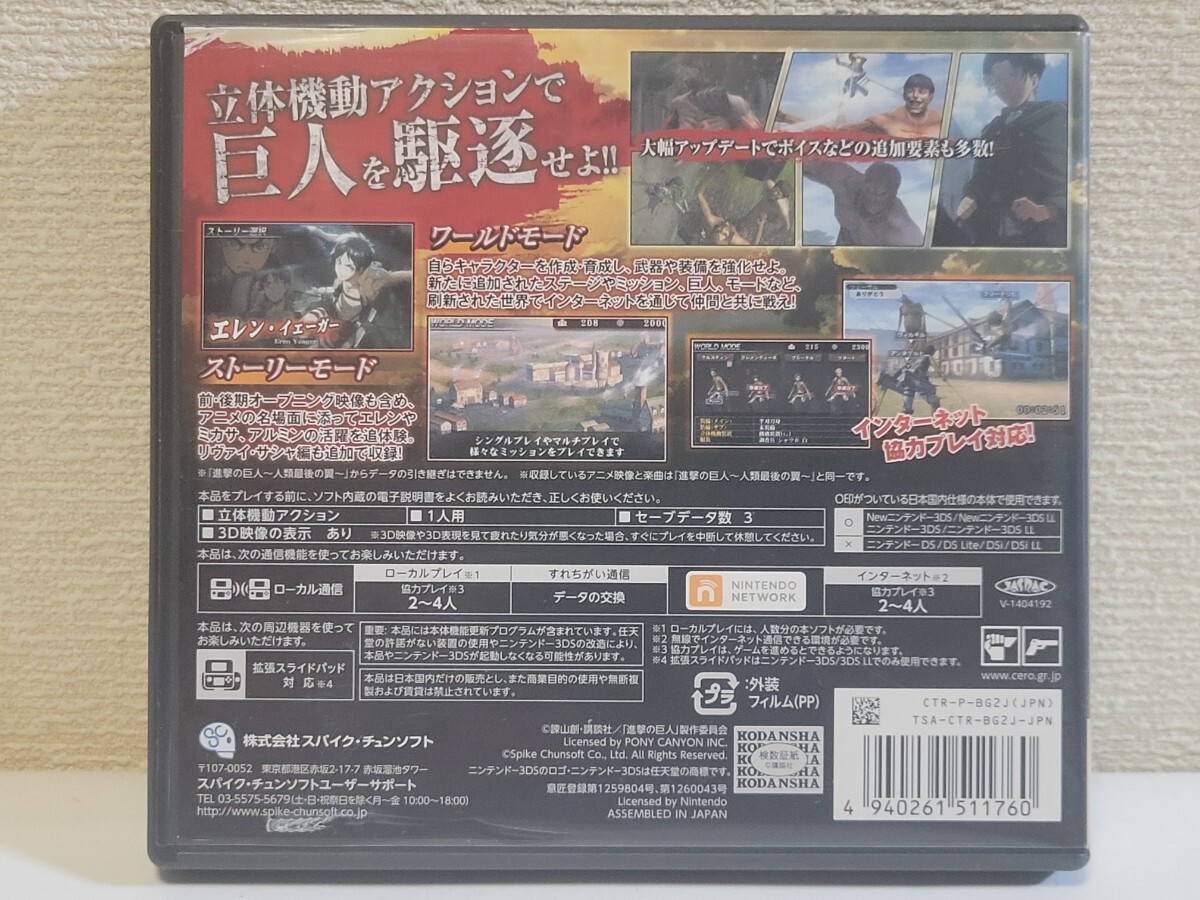 立体機動アクションで
巨人を駆逐せよ!!
大幅アップデートでボイスなどの追加要素も多数!
ストーリー選択
エレン・イェーガー
Eren Yeager
ストーリーモード
前・後期オープニング映像も含め、
アニメの名場面に添ってエレンや
ミカサ、アルミンの活躍を追体験。
リヴァイ・サシャ編も追加で収録!
ワールドモード
自らキャラクターを作成・育成し、武器や装備を強化せよ。
新たに追加されたステージやミッション、巨人、モードなど、
刷新された世界でインターネットを通して仲間と共に戦え!
WORLD MODE 208 2000
シングルプレイやマルチプレイで
様々なミッションをプレイできます
WORLD MODE 215 2300
ありがとう
00:02:51
インターネット
協力プレイ対応!
※「進撃の巨人～人類最後の翼～」からデータの引き継ぎはできません。 ※収録しているアニメ映像と楽曲は「進撃の巨人～人類最後の翼～」と同一です。
本品をプレイする前に、ソフト内蔵の電子説明書をよくお読みいただき、正しくお使いください。
■立体機動アクション ■1人用 ■セーブデータ数 3
■3D映像の表示 あり ※3D映像や3D表現を見て疲れたり気分が悪くなった場合、すぐにプレイを中断して休憩してください。
○印がついている日本国内仕様の本体で使用できます。
○ Newニンテンドー3DS/Newニンテンドー3DS LL
ニンテンドー3DS/ニンテンドー3DS LL
× ニンテンドーDS/DS Lite/DSi/DSi LL
本品は、次の通信機能を使ってお楽しみいただけます。
ローカル通信
ローカルプレイ※1
協力プレイ※3
2～4人
すれちがい通信
データの交換
NINTENDO
NETWORK
インターネット※2
協力プレイ※3
2～4人
JASRAC
V-1404192
本品は、次の周辺機器を使って
お楽しみいただけます。
拡張スライドパッド
対応※4
重要:本品には本体機能更新プログラムが含まれています。任天
堂の許諾がない装置の使用やニンテンドー3DSの改造により、
本品やニンテンドー3DSが起動しなくなる可能性があります。
本品は日本国内だけの販売とし、また商業目的の使用や無断複
製および賃貸は禁止されています。
※1 ローカルプレイには、人数分の本ソフトが必要です。
※2 無線でインターネット通信できる環境が必要です。
※3 協力プレイは、ゲームを進めるとできるようになります。
※4 拡張スライドパッドはニンテンドー3DS/3DS LLでのみ使用できます。
www.cero.gr.jp
プラ
:外装
フィルム(PP)
CTR-P-BG2J(JPN)
TSA-CTR-BG2J-JPN
4 940261 511760
株式会社スパイク・チュンソフト
〒107-0052 東京都港区赤坂2-17-7 赤坂溜池タワー
スパイク・チュンソフトユーザーサポート
TEL 03-5575-5679(土・日・祝祭日を除く月～金 10:00～18:00)
http://www.spike-chunsoft.co.jp
©諫山創・講談社／「進撃の巨人」製作委員会
Licensed by PONY CANYON INC.
©Spike Chunsoft Co., Ltd. All Rights Reserved.
ニンテンドー3DSのロゴ・ニンテンドー3DSは任天堂の商標です。
意匠登録第1259804号、第1260043号
Licensed by Nintendo
ASSEMBLED IN JAPAN
KODANSHA
検数証紙
©講談社
KODANSHA